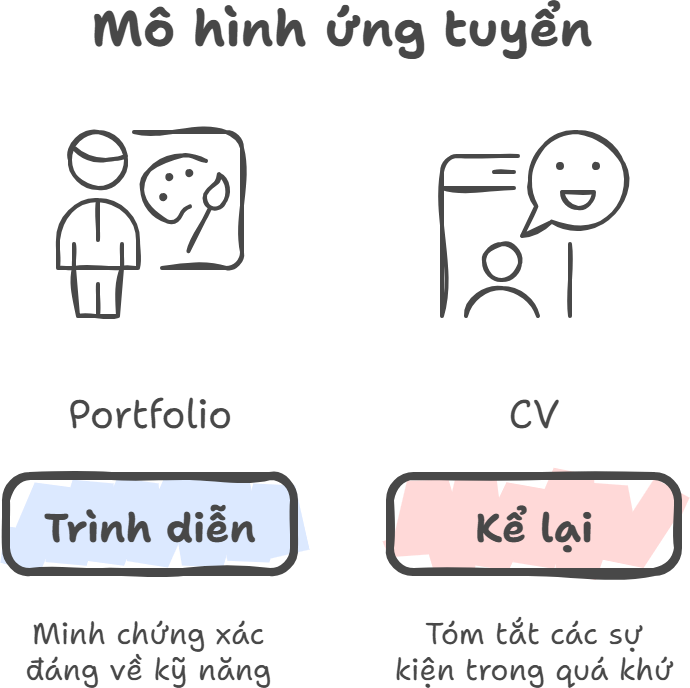 Mô hình ứng tuyển
Portfolio
CV
Trình diễn
Kể lại
Minh chứng xác
đáng về kỹ năng
Tóm tắt các sự
kiện trong quá khứ